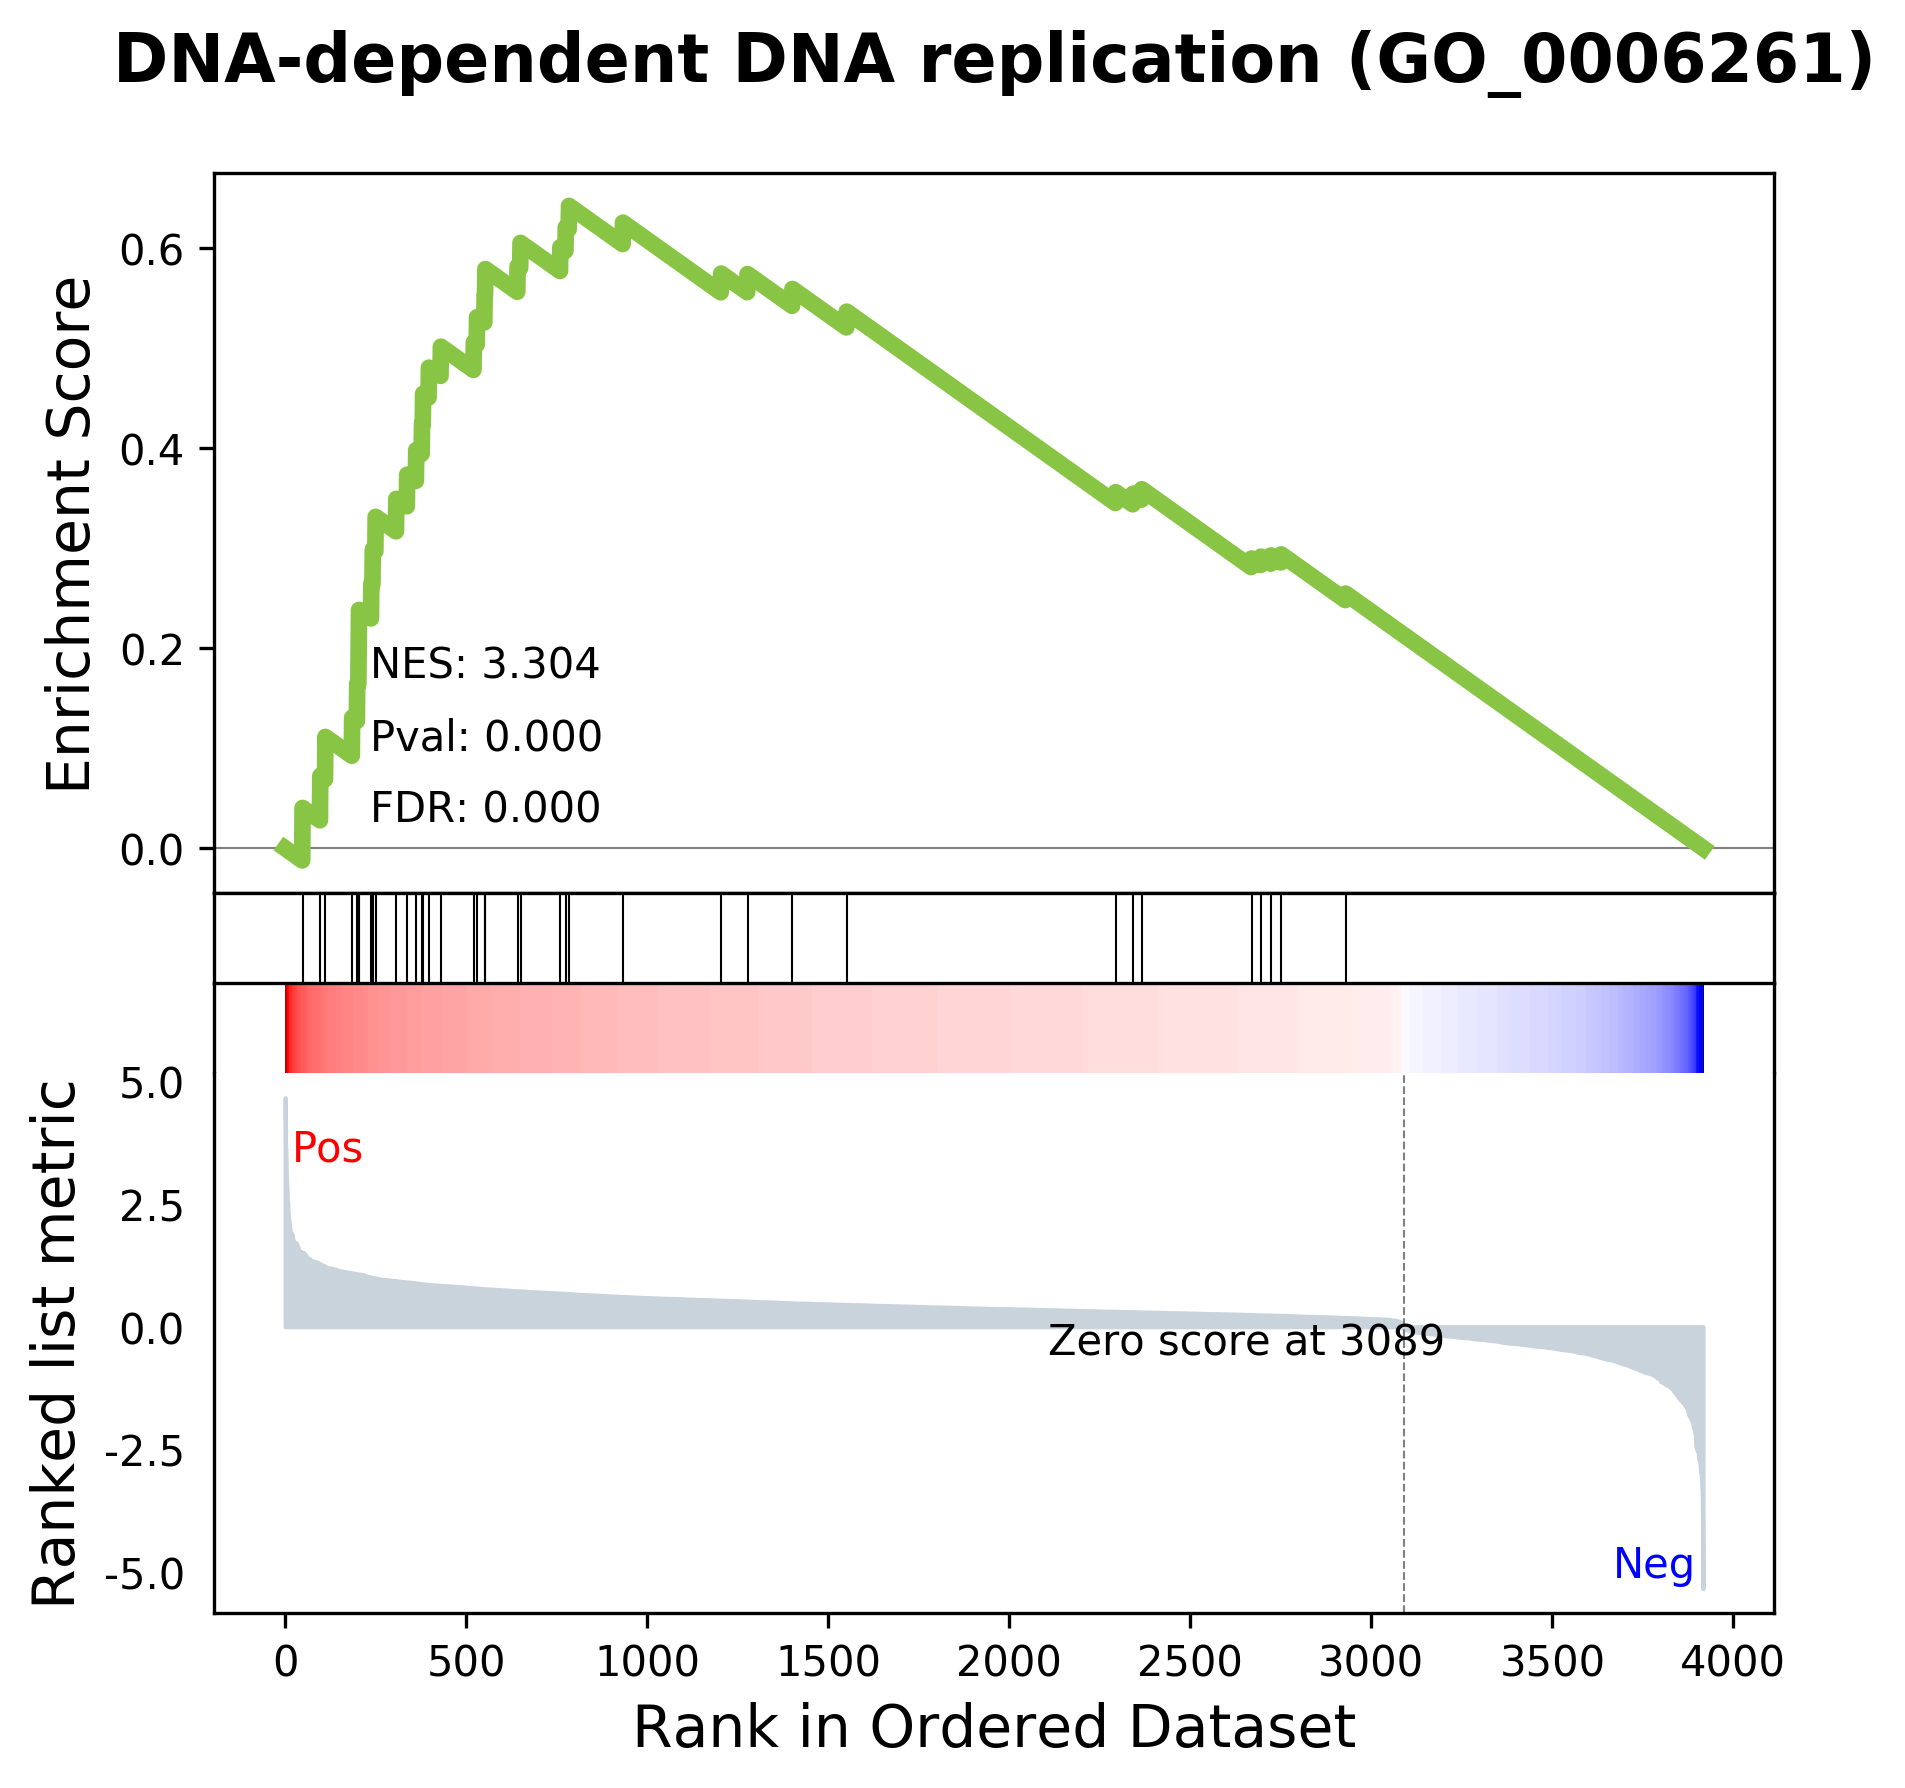 DNA-dependent DNA replication (GO_0006261)
Enrichment Score
0.6
0.4
0.2
0.0
NES: 3.304
Pval: 0.000
FDR: 0.000
Ranked list metric
5.0
2.5
0.0
-2.5
-5.0
Pos
Zero score at 3089
Neg
0 500 1000 1500 2000 2500 3000 3500 4000
Rank in Ordered Dataset